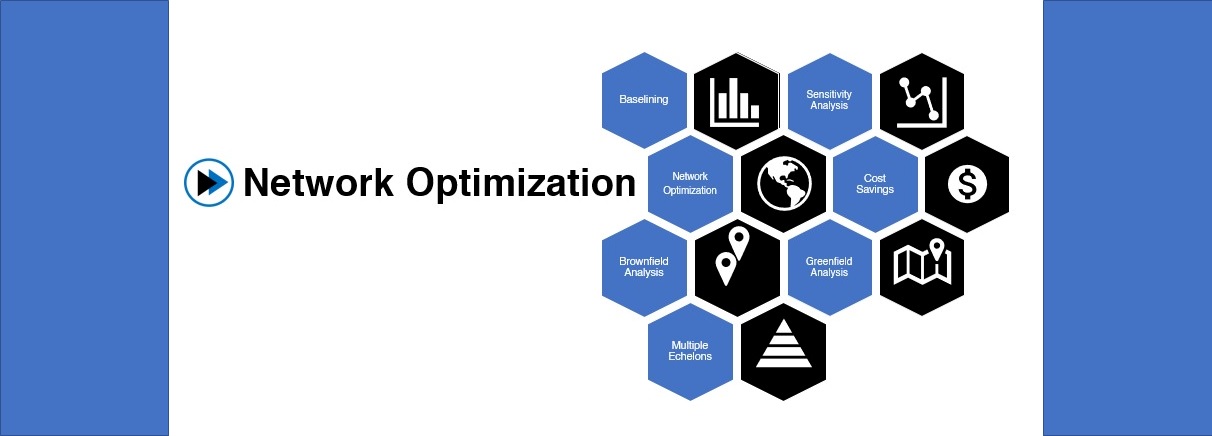 Network Optimization
Baselining
Sensitivity
Analysis
Network
Optimization
Cost
Savings
Brownfield
Analysis
Greenfield
Analysis
Multiple
Echelons